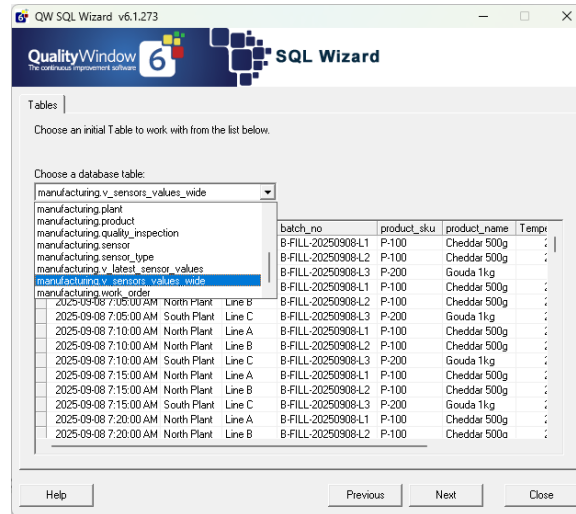 QW SQL Wizard v6.1.273
QualityWindow 6
The continuous improvement software
SQL Wizard
Tables
Choose an initial Table to work with from the list below.
Choose a database table:
manufacturing.v_sensors_values_wide
manufacturing.plant
manufacturing.product
manufacturing.quality_inspection
manufacturing.sensor
manufacturing.sensor_type
manufacturing.v_latest_sensor_values
manufacturing.v_sensors_values_wide
manufacturing.work_order
batch_no product_sku product_name Tempe
B-FILL-20250908-L1 P-100 Cheddar 500g
B-FILL-20250908-L2 P-100 Cheddar 500g
B-FILL-20250908-L3 P-200 Gouda 1kg
B-FILL-20250908-L1 P-100 Cheddar 500g
2025-09-08 7:05:00 AM North Plant Line B B-FILL-20250908-L2 P-100 Cheddar 500g
2025-09-08 7:05:00 AM South Plant Line C B-FILL-20250908-L3 P-200 Gouda 1kg
2025-09-08 7:10:00 AM North Plant Line A B-FILL-20250908-L1 P-100 Cheddar 500g
2025-09-08 7:10:00 AM North Plant Line B B-FILL-20250908-L2 P-100 Cheddar 500g
2025-09-08 7:10:00 AM South Plant Line C B-FILL-20250908-L3 P-200 Gouda 1kg
2025-09-08 7:15:00 AM North Plant Line A B-FILL-20250908-L1 P-100 Cheddar 500g
2025-09-08 7:15:00 AM North Plant Line B B-FILL-20250908-L2 P-100 Cheddar 500g
2025-09-08 7:15:00 AM South Plant Line C B-FILL-20250908-L3 P-200 Gouda 1kg
2025-09-08 7:20:00 AM North Plant Line A B-FILL-20250908-L1 P-100 Cheddar 500g
2025-09-08 7:20:00 AM North Plant Line B B-FILL-20250908-L2 P-100 Cheddar 500g
Help Previous Next Close